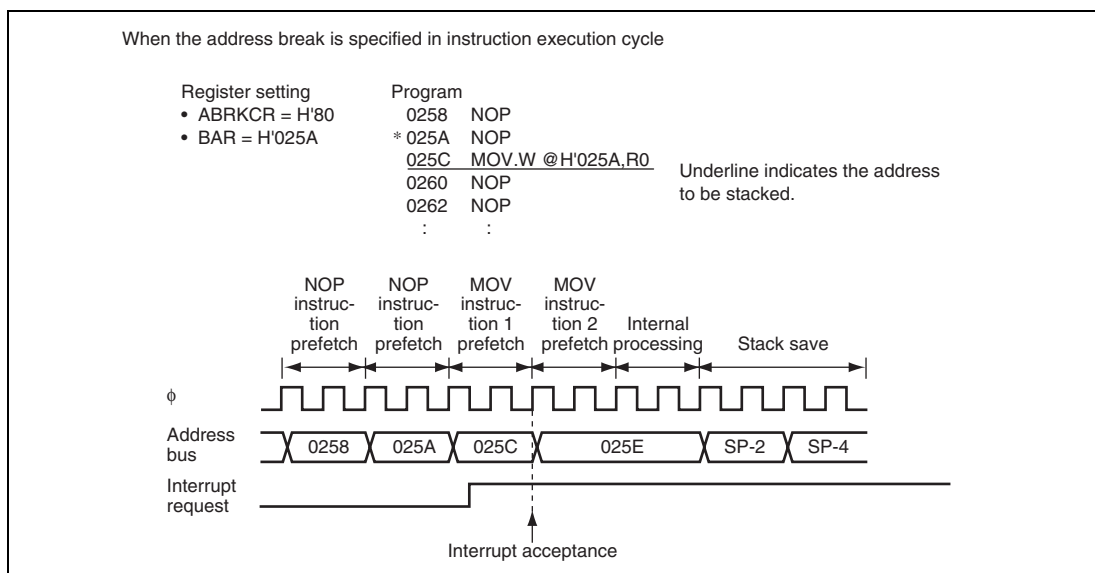 When the address break is specified in instruction execution cycle
Register setting
• ABRKCR = H'80
• BAR = H'025A
Program
0258 NOP
* 025A NOP
025C MOV.W @H'025A,R0
0260 NOP
0262 NOP
: :
Underline indicates the address
to be stacked.
NOP
instruc-
tion
prefetch
NOP
instruc-
tion
prefetch
MOV
instruc-
tion 1
prefetch
MOV
instruc-
tion 2
prefetch
Internal
processing
Stack save
φ
Address
bus
0258 025A 025C 025E SP-2 SP-4
Interrupt
request
Interrupt acceptance